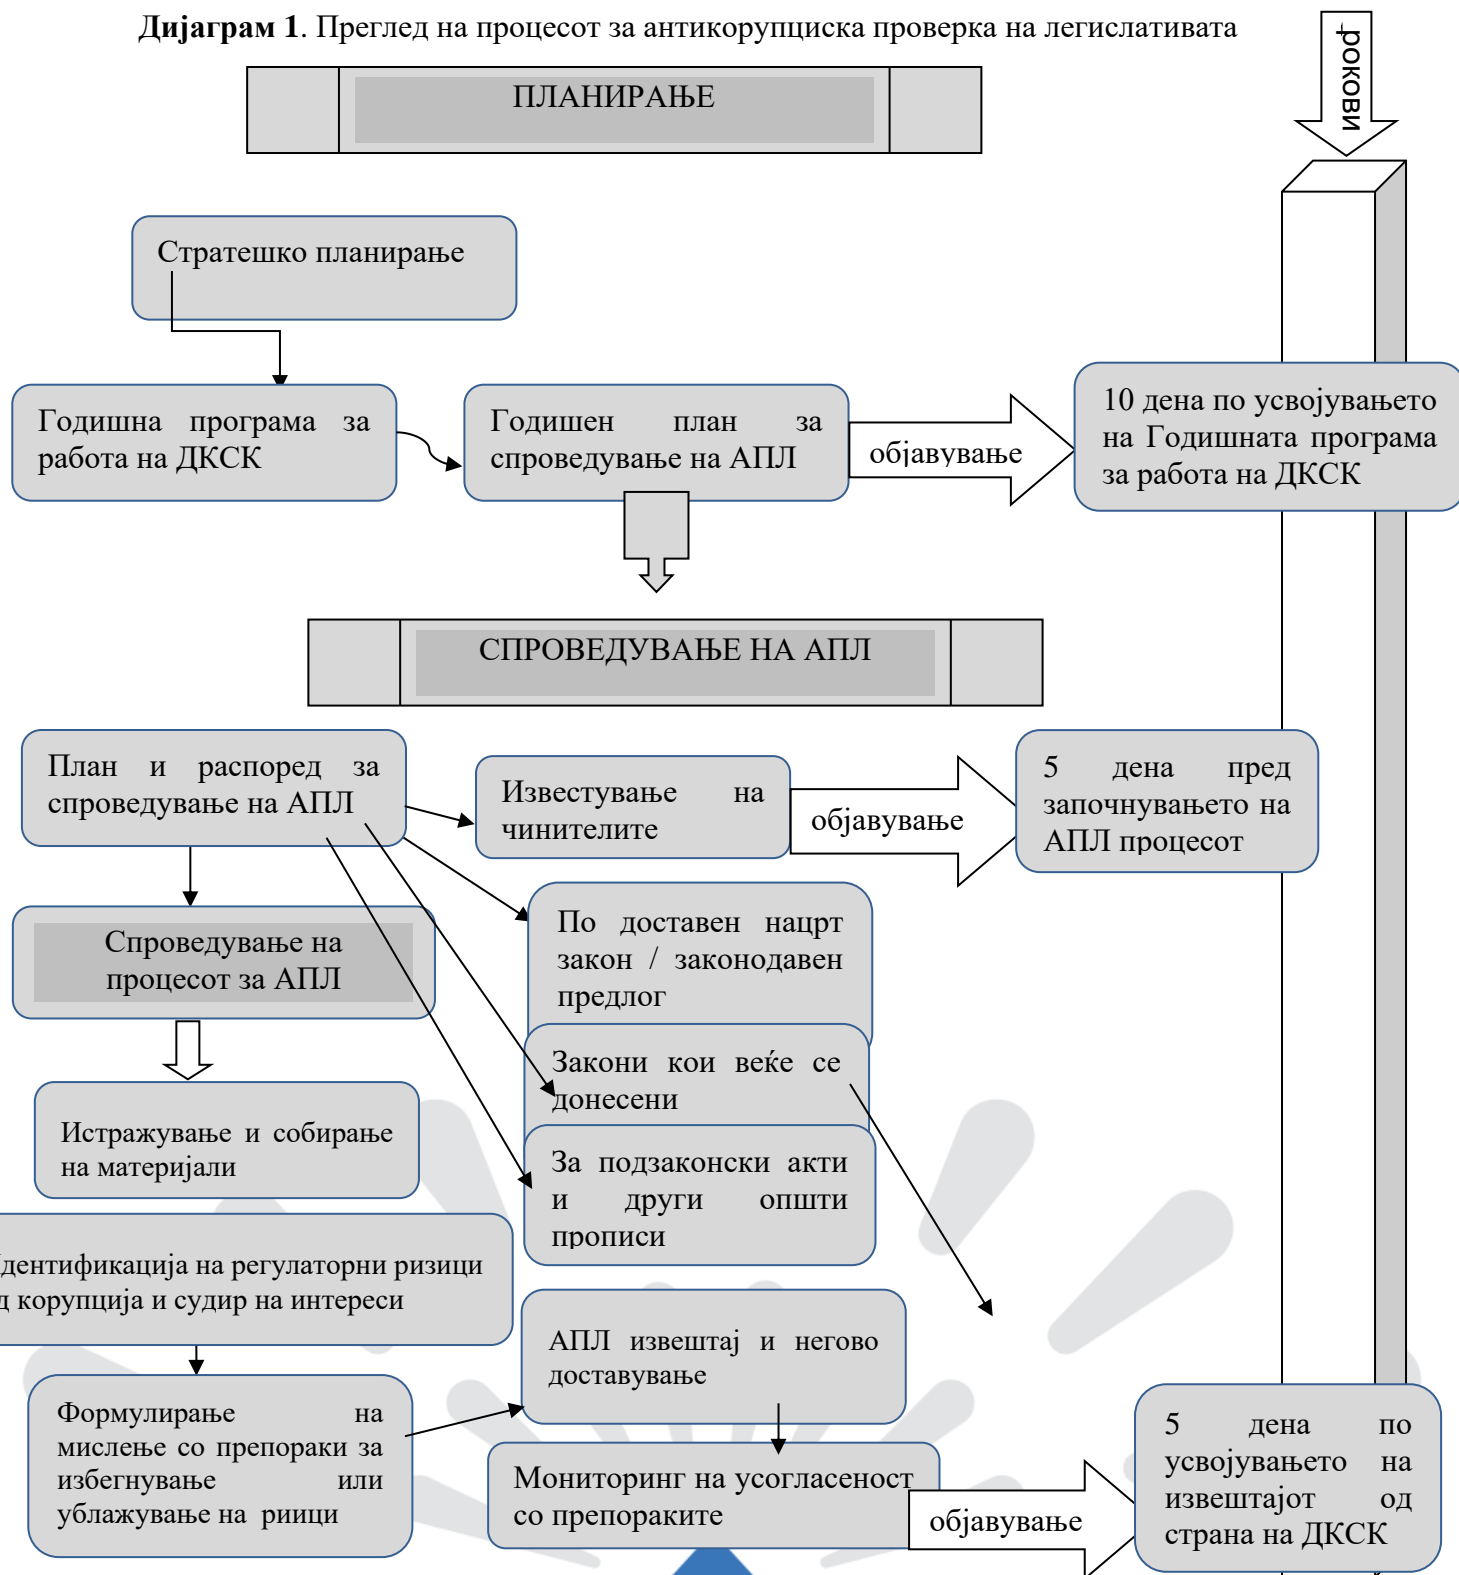 Дијаграм 1. Преглед на процесот за антикорупциска проверка на легислативата
рокови
ПЛАНИРАЊЕ
Стратешко планирање
Годишна програма за
работа на ДКСК
Годишен план за
спроведување на АПЛ
објавување
10 дена по усвојувањето
на Годишната програма
за работа на ДКСК
СПРОВЕДУВАЊЕ НА АПЛ
План и распоред за
спроведување на АПЛ
Известување на
чинителите
објавување
5 дена пред
започнувањето на
АПЛ процесот
Спроведување на
процесот за АПЛ
По доставен нацрт
закон / законодавен
предлог
Закони кои веќе се
донесени
За подзаконски акти
и други општи
прописи
Истражување и собирање
на материјали
дентификација на регулаторни ризици
д корупција и судир на интереси
АПЛ извештај и негово
доставување
Формулирање на
мислење со препораки за
избегнување или
ублажување на риици
Мониторинг на усогласеност
со препораките
објавување
5 дена по
усвојувањето на
извештајот од
страна на ДКСК